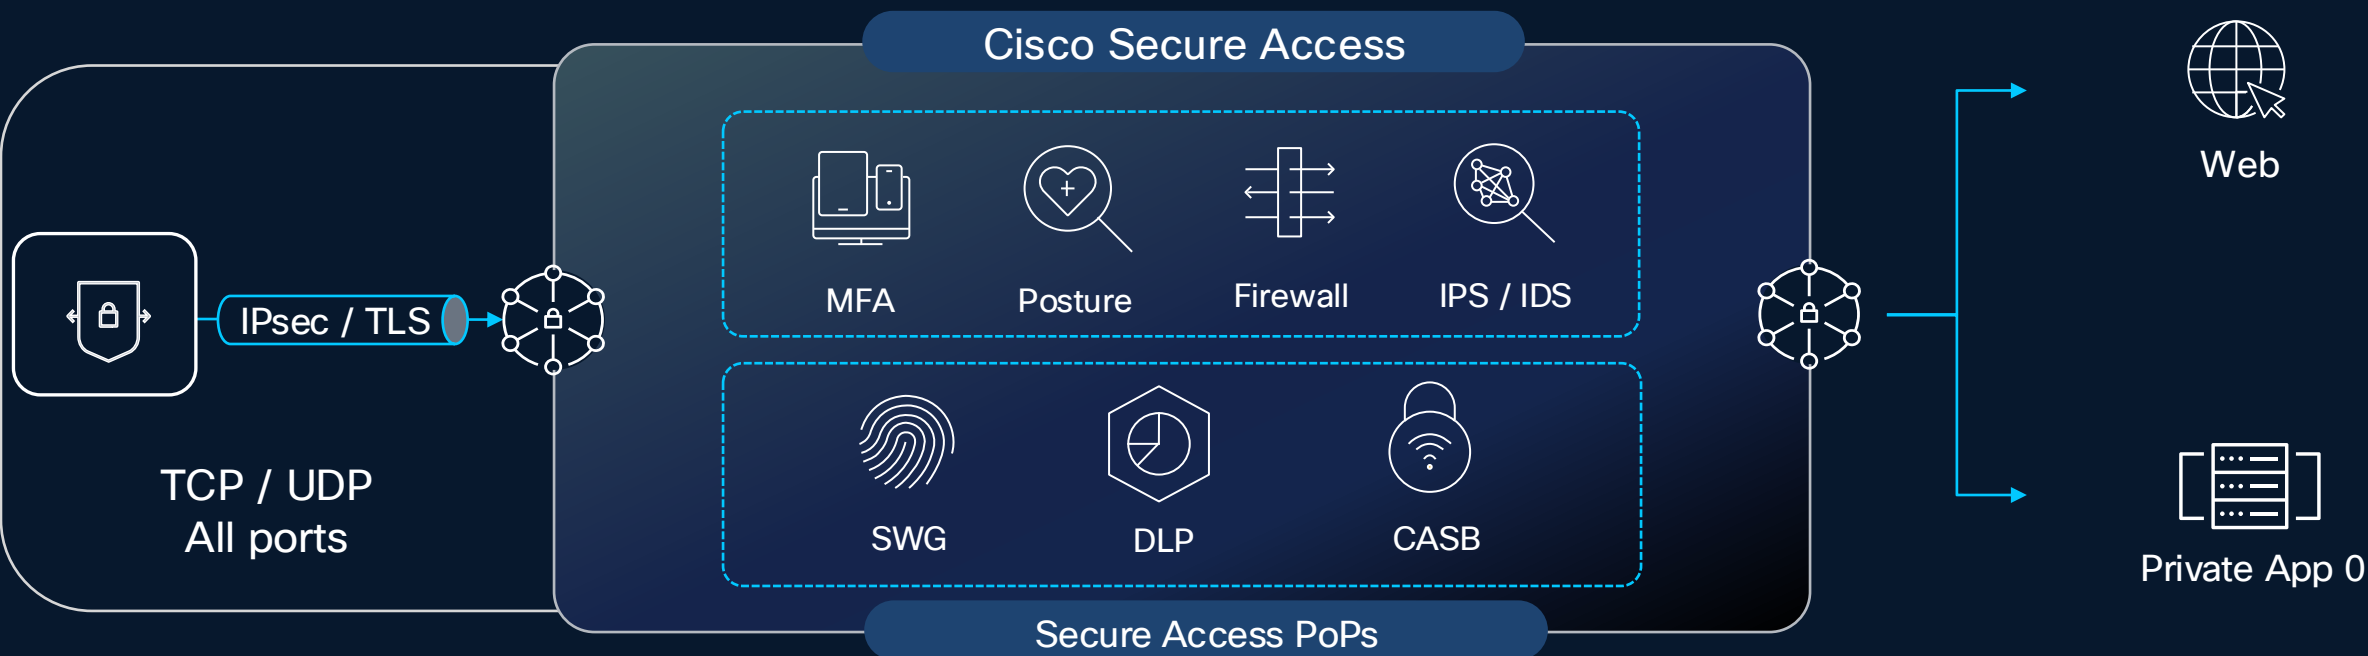 Cisco Secure Access
IPsec / TLS
TCP / UDP
All ports
MFA
Posture
Firewall
IPS / IDS
SWG
DLP
CASB
Secure Access PoPs
Web
Private App 0